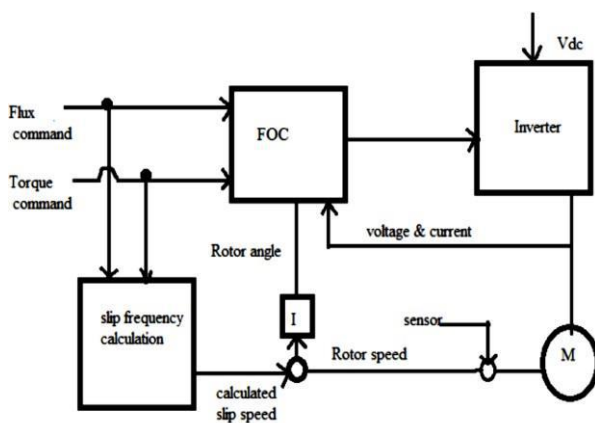 Vdc
Flux
command
FOC
Inverter
Torque
command
Rotor angle
voltage & current
slip frequency
calculation
I
sensor
Rotor speed
M
calculated
slip speed